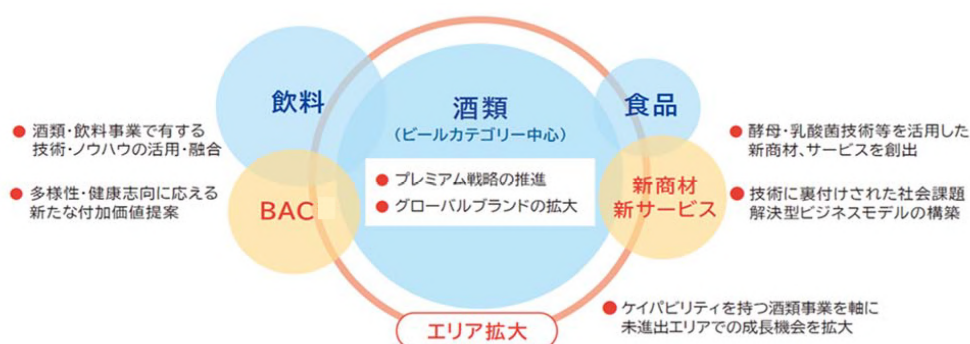 飲料
酒類
(ビールカテゴリー中心)
食品
● 酒類・飲料事業で有する
技術・ノウハウの活用・融合
● 多様性・健康志向に応える
新たな付加価値提案
BAC
● プレミアム戦略の推進
● グローバルブランドの拡大
新商材
新サービス
● 酵母・乳酸菌技術等を活用した
新商材、サービスを創出
● 技術に裏付けされた社会課題
解決型ビジネスモデルの構築
エリア拡大
● ケイパビリティを持つ酒類事業を軸に
未進出エリアでの成長機会を拡大